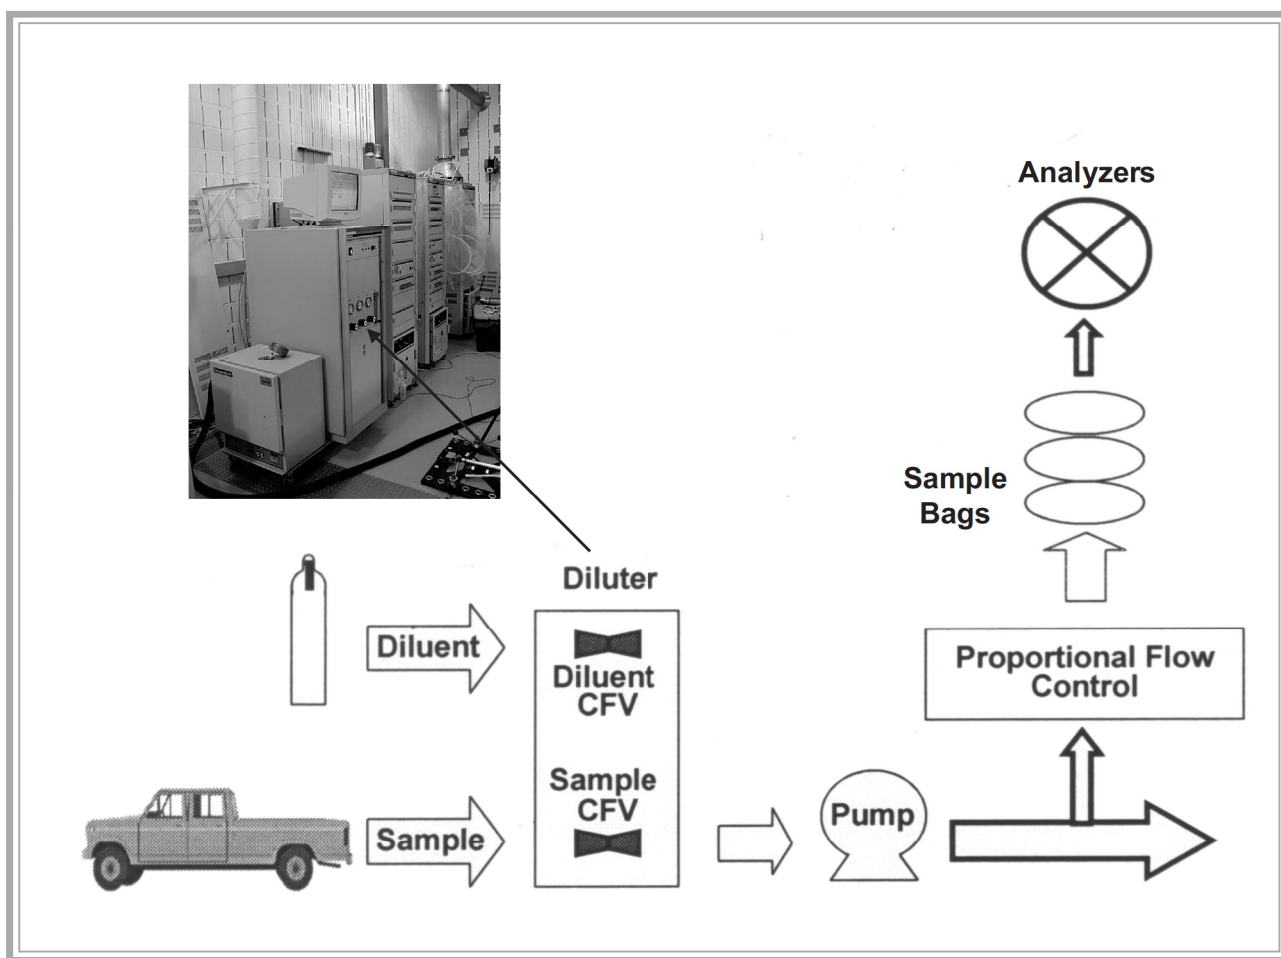 Analyzers
Sample
Bags
Diluter
Diluent
Diluent
CFV
Proportional Flow
Control
Sample
CFV
Sample
Pump